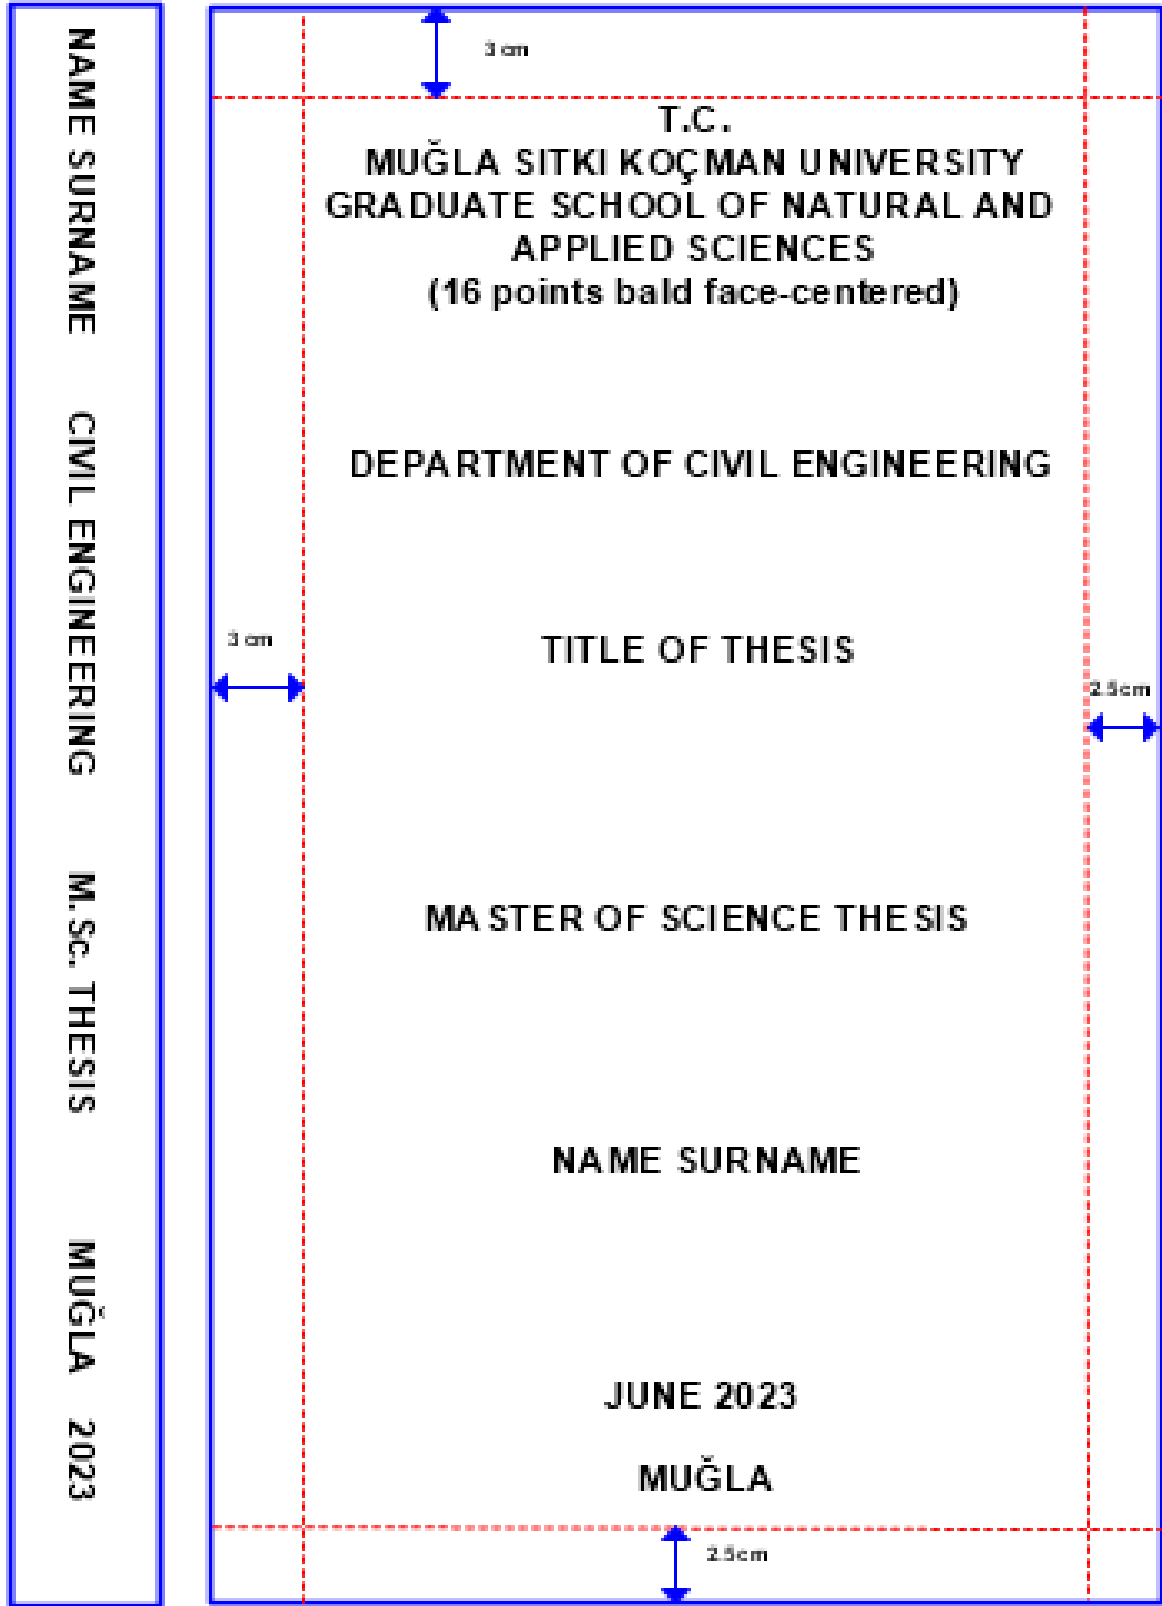 NAME SURNAME CIVIL ENGINEERING M. Sc. THESIS MUĞLA 2023
3 cm
T.C.
MUĞLA SITKI KOÇMAN UNIVERSITY
GRADUATE SCHOOL OF NATURAL AND
APPLIED SCIENCES
(16 points bald face-centered)
DEPARTMENT OF CIVIL ENGINEERING
3 cm
TITLE OF THESIS
2.5cm
MASTER OF SCIENCE THESIS
NAME SURNAME
JUNE 2023
MUĞLA
2.5cm